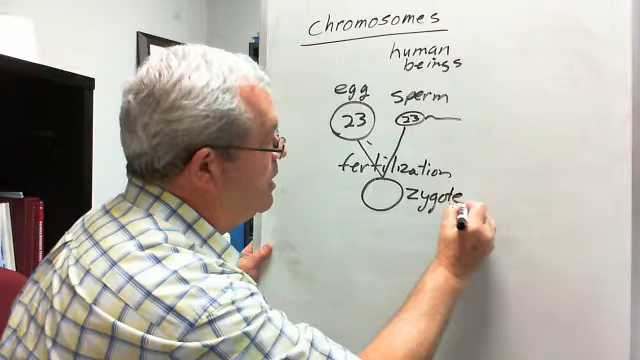 chromosomes
human
beings
egg
sperm
23
23
fertilization
zygote